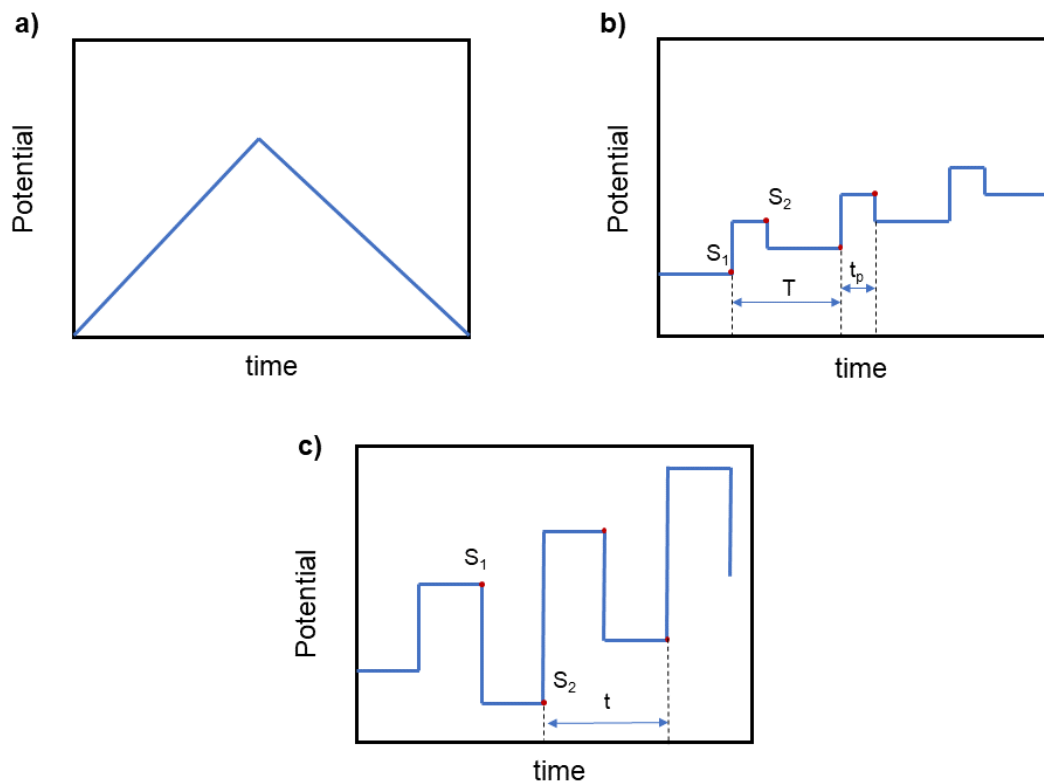 a)
Potential
time
b)
Potential
S₁
S₂
T
tₚ
time
c)
Potential
S₁
S₂
t
time